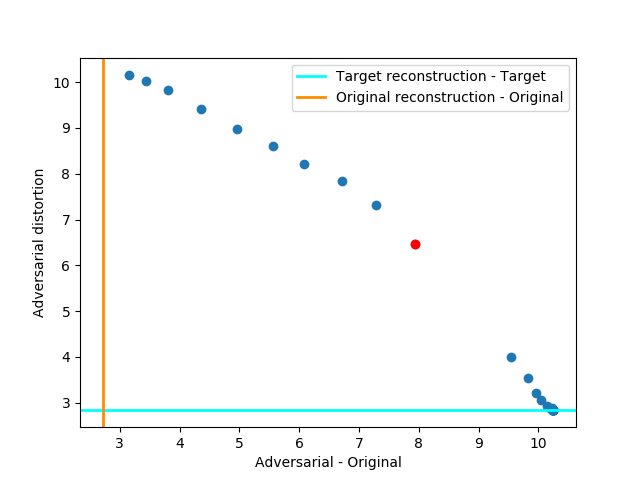 Target reconstruction - Target
Original reconstruction - Original
Adversarial distortion
10
9
8
7
6
5
4
3
3 4 5 6 7 8 9 10
Adversarial - Original